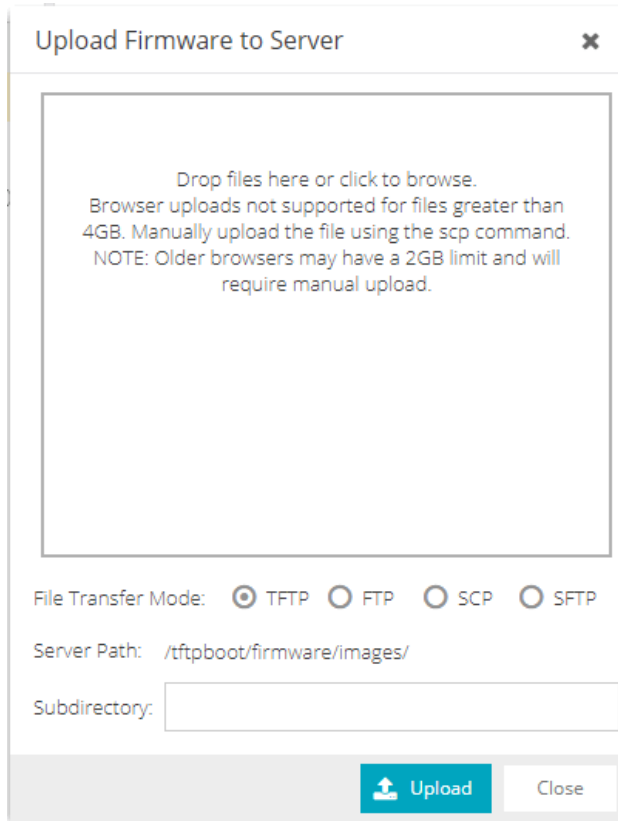 Upload Firmware to Server
Drop files here or click to browse.
Browser uploads not supported for files greater than
4GB. Manually upload the file using the scp command.
NOTE: Older browsers may have a 2GB limit and will
require manual upload.
File Transfer Mode: TFTP FTP SCP SFTP
Server Path: /tftpboot/firmware/images/
Subdirectory:
Upload Close